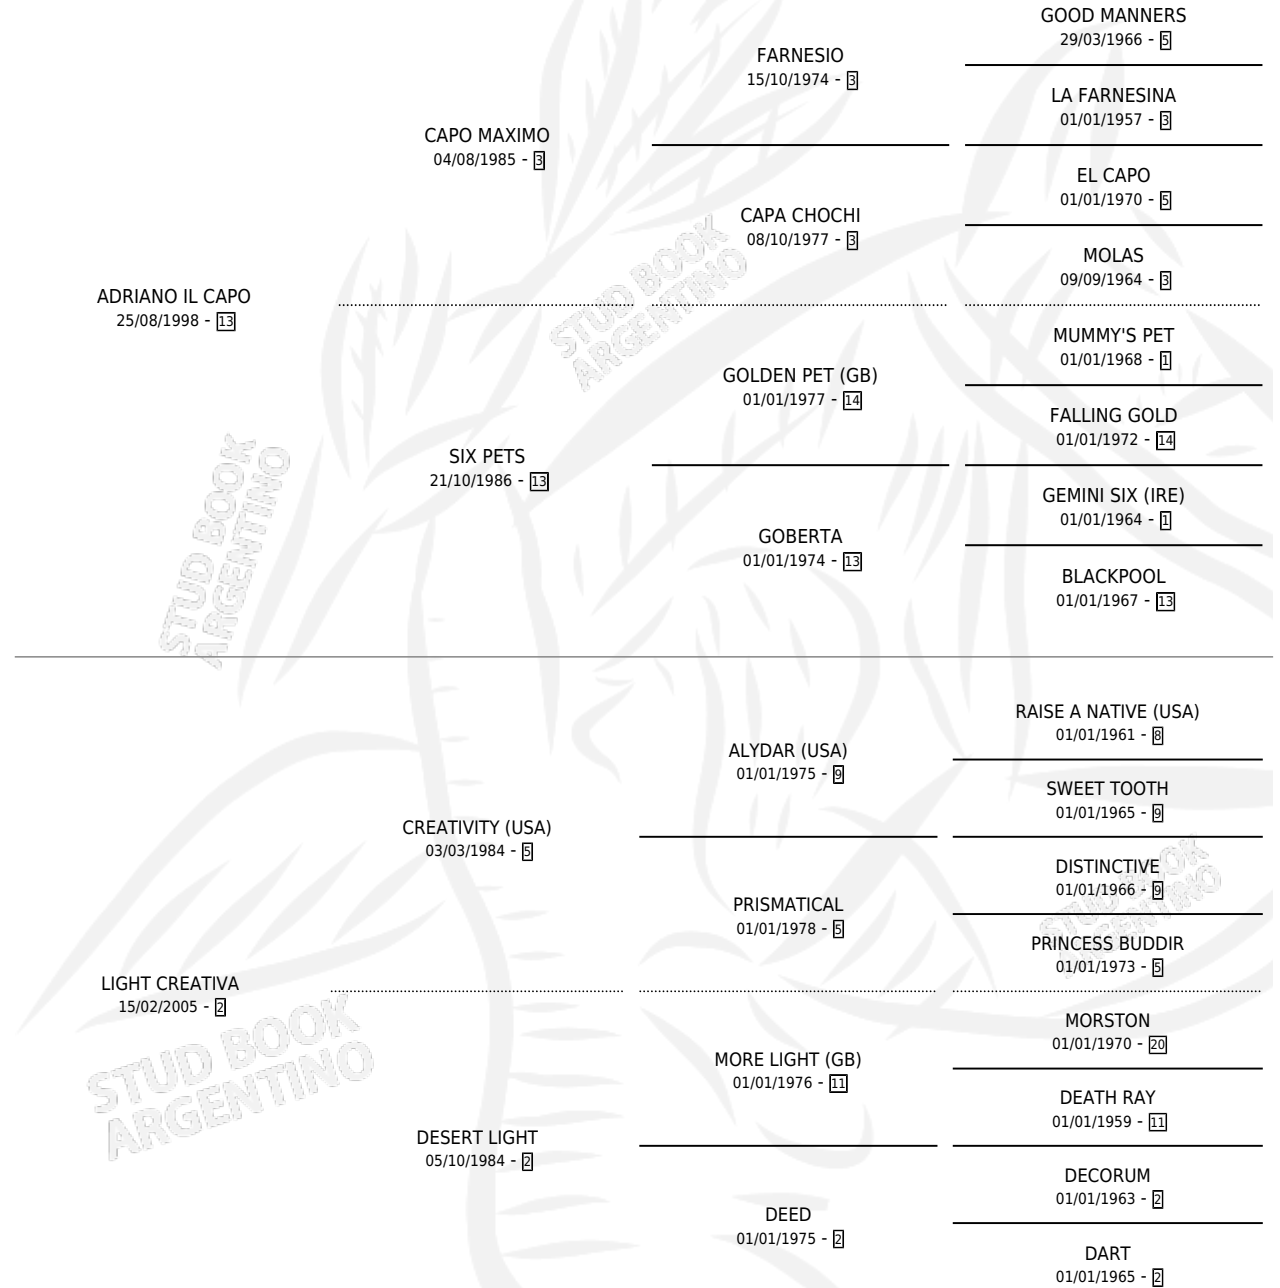 GOOD MANNERS
29/03/1966 - 5
FARNESIO
15/10/1974 - 3
LA FARNESINA
01/01/1957 - 3
CAPO MAXIMO
04/08/1985 - 3
EL CAPO
01/01/1970 - 5
CAPA CHOCHI
08/10/1977 - 3
MOLAS
09/09/1964 - 3
ADRIANO IL CAPO
25/08/1998 - 13
MUMMY'S PET
01/01/1968 - 1
GOLDEN PET (GB)
01/01/1977 - 14
FALLING GOLD
01/01/1972 - 14
SIX PETS
21/10/1986 - 13
GEMINI SIX (IRE)
01/01/1964 - 1
GOBERTA
01/01/1974 - 13
BLACKPOOL
01/01/1967 - 13
STUD BOOK
ARGENTINO
STUD BOOK
ARGENTINO
RAISE A NATIVE (USA)
01/01/1961 - 8
ALYDAR (USA)
01/01/1975 - 9
SWEET TOOTH
01/01/1965 - 9
CREATIVITY (USA)
03/03/1984 - 5
DISTINCTIVE
01/01/1966 - 9
PRISMATICAL
01/01/1978 - 5
PRINCESS BUDDIR
01/01/1973 - 5
LIGHT CREATIVA
15/02/2005 - 2
MORSTON
01/01/1970 - 20
MORE LIGHT (GB)
01/01/1976 - 11
DEATH RAY
01/01/1959 - 11
DESERT LIGHT
05/10/1984 - 2
DECORUM
01/01/1963 - 2
DEED
01/01/1975 - 2
DART
01/01/1965 - 2
STUD BOOK
ARGENTINO
STUD BOOK
ARGENTINO